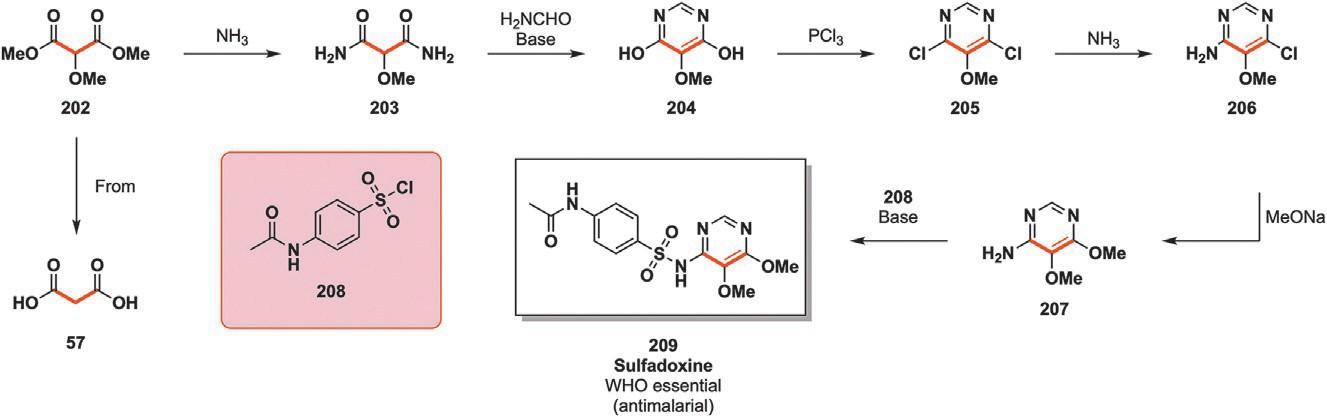 O O
MeO OMe
OMe
202
NH₃
O O
H₂N NH₂
OMe
203
H₂NCHO
Base
N N
HO OH
OMe
204
PCl₃
N N
Cl Cl
OMe
205
NH₃
N N
H₂N Cl
OMe
206
From
O O
HO OH
57
O
Cl
S
O
O
N
H
208
H
N
O
O
S
O
N
H
N N
OMe
OMe
209
Sulfadoxine
WHO essential
(antimalarial)
208
Base
N N
H₂N OMe
OMe
207
MeONa